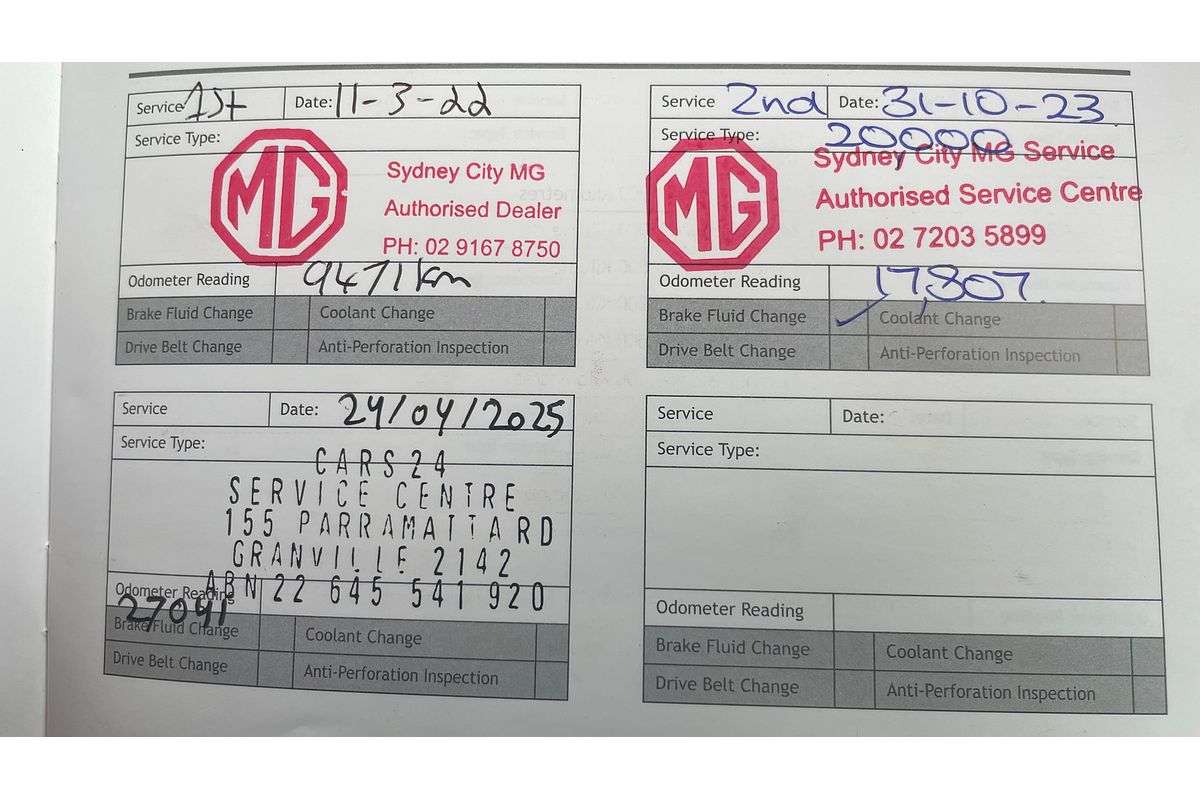 Service 1st Date: 11-3-22
Service Type:
MG
Sydney City MG
Authorised Dealer
PH: 02 9167 8750
Odometer Reading 9471km
Brake Fluid Change Coolant Change
Drive Belt Change Anti-Perforation Inspection
Service 2nd Date: 31-10-23
Service Type: 20000
MG
Sydney City MG Service
Authorised Service Centre
PH: 02 7203 5899
Odometer Reading 17,807.
Brake Fluid Change ✓ Coolant Change
Drive Belt Change Anti-Perforation Inspection
Service Date: 24/04/2025
Service Type:
CARS24
SERVICE CENTRE
155 PARRAMATTA RD
GRANVILLE 2142
ABN 22 645 541 920
Odometer Reading
27091
Brake Fluid Change Coolant Change
Drive Belt Change Anti-Perforation Inspection
Service Date:
Service Type:
Odometer Reading
Brake Fluid Change Coolant Change
Drive Belt Change Anti-Perforation Inspection